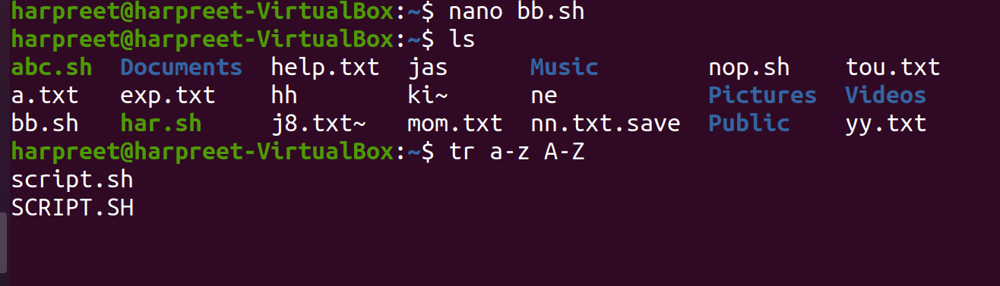 harpreet@harpreet-VirtualBox:~$ nano bb.sh
harpreet@harpreet-VirtualBox:~$ ls
abc.sh Documents help.txt jas Music nop.sh tou.txt
a.txt exp.txt hh ki~ ne Pictures Videos
bb.sh har.sh j8.txt~ mom.txt nn.txt.save Public yy.txt
harpreet@harpreet-VirtualBox:~$ tr a-z A-Z
script.sh
SCRIPT.SH